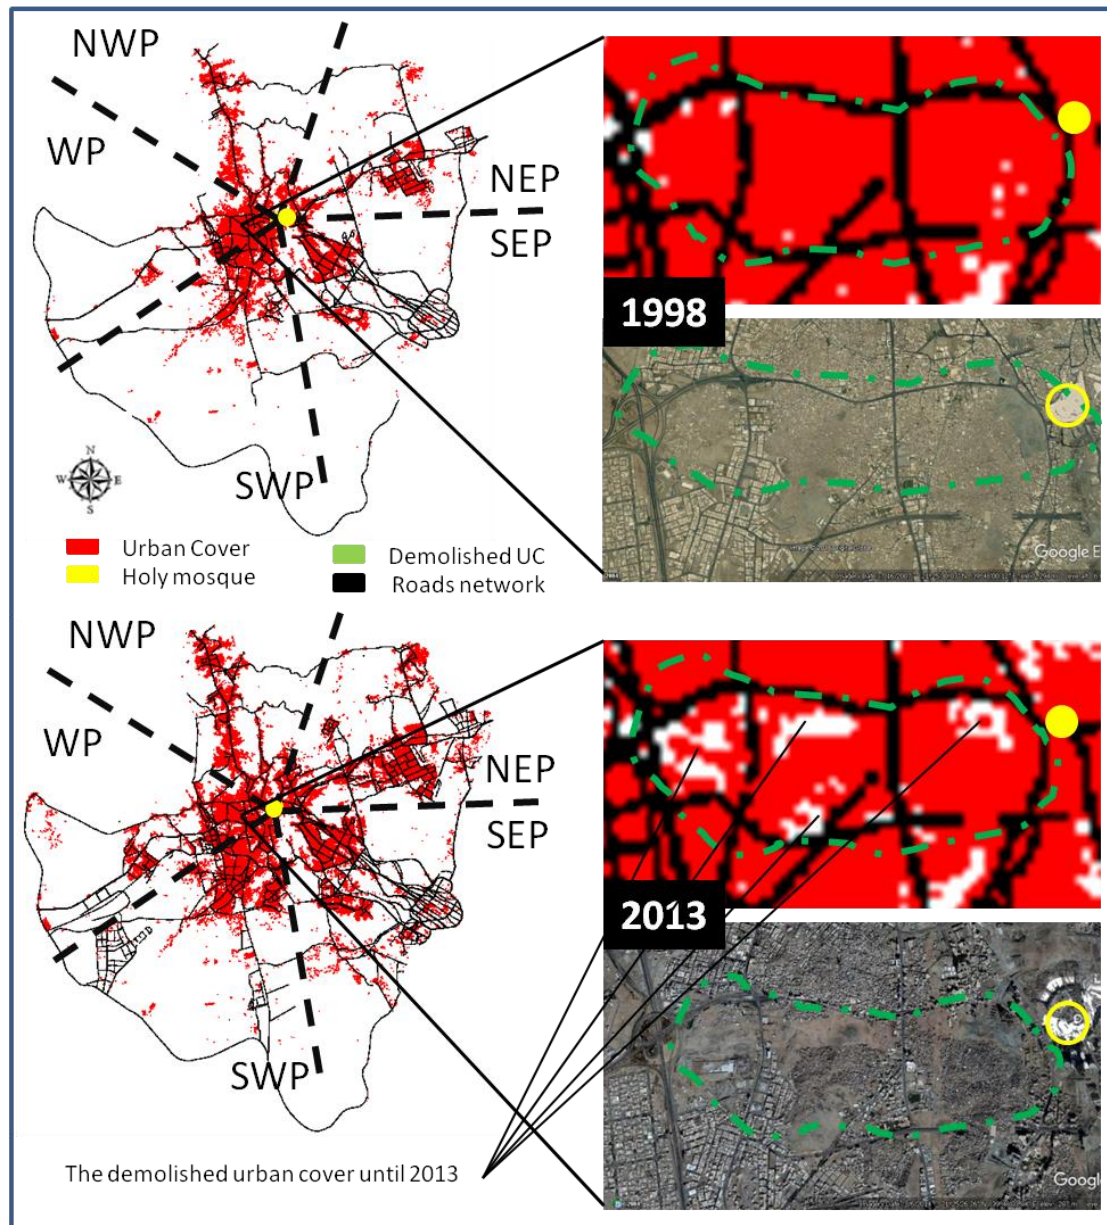 NWP
WP
NEP
SEP
SWP
N
W E
S
1998
Google E
Urban Cover
Holy mosque
Demolished UC
Roads network
NWP
WP
NEP
SEP
SWP
2013
Goog
The demolished urban cover until 2013